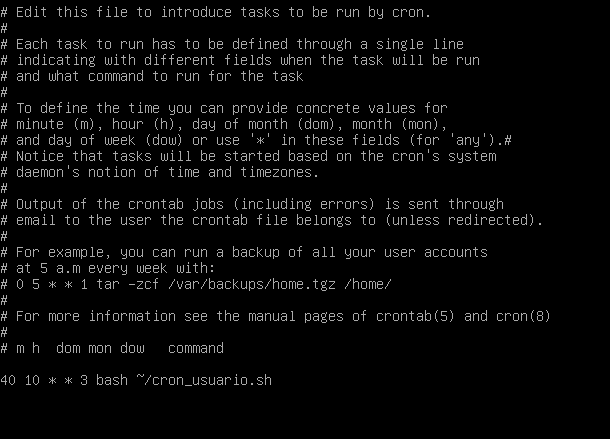 # Edit this file to introduce tasks to be run by cron.
#
# Each task to run has to be defined through a single line
# indicating with different fields when the task will be run
# and what command to run for the task
#
# To define the time you can provide concrete values for
# minute (m), hour (h), day of month (dom), month (mon),
# and day of week (dow) or use '*' in these fields (for 'any').#
# Notice that tasks will be started based on the cron's system
# daemon's notion of time and timezones.
#
# Output of the crontab jobs (including errors) is sent through
# email to the user the crontab file belongs to (unless redirected).
#
# For example, you can run a backup of all your user accounts
# at 5 a.m every week with:
# 0 5 * * 1 tar -zcf /var/backups/home.tgz /home/
#
# For more information see the manual pages of crontab(5) and cron(8)
#
# m h  dom mon dow   command
40 10 * * 3 bash ~/cron_usuario.sh